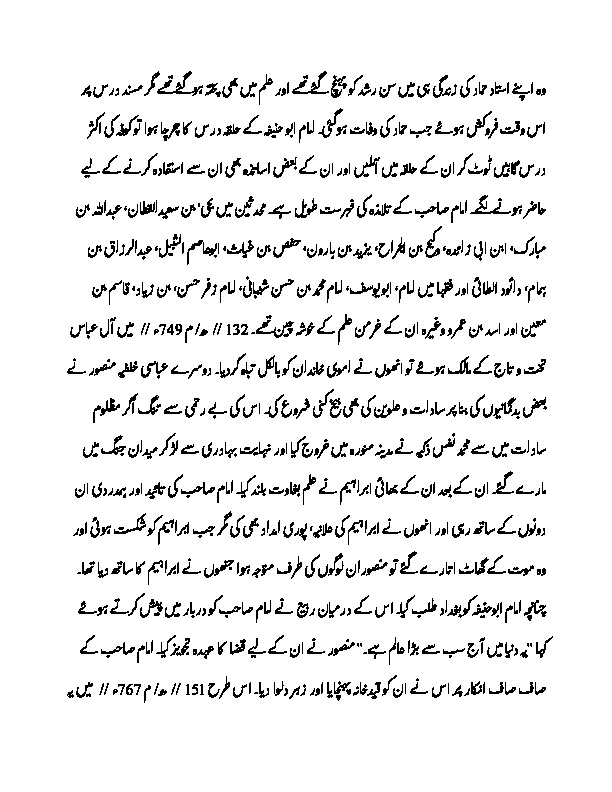 وہ اپنے استاد حماد کی زندگی ہی میں سن رشد کو پہنچ گئے تھے اور علم میں بھی پختہ ہو گئے تھے مگر مسند درس پر
اس وقت فروکش ہوئے جب حماد کی وفات ہوگئی۔ امام ابو حنیفہ کے حلقہ درس کا چرچا ہوا تو کوفہ کی اکثر
درس گاہیں ٹوٹ کر ان کے حلقہ میں آملیں اور ان کے بعض اساتذہ بھی ان سے استفادہ کرنے کے لیے
حاضر ہونے لگے۔ امام صاحب کے تلامذہ کی فہرست طویل ہے۔ محدثین میں یحیٰ بن سعید القطان، عبداللہ بن
مبارک، ابن ابی زائدہ، وکیع بن الجراح، یزید بن ہارون، حفص بن غیاث، ابو عاصم النبیل، عبدالرزاق بن
ہمام، دائود الطائی اور فقہا میں امام، ابو یوسف، امام محمد بن حسن شعبانی، امام زفر حسن، بن زیاد، قاسم بن
معین اور اسد بن عمرو وغیرہ ان کے خرمن علم کے خوشہ چین تھے۔ 132 // ھ/م 749ء // میں آل عباس
تخت و تاج کے مالک ہوئے تو انھوں نے اموی خاندان کو بالکل تباہ کر دیا۔ دوسرے عباسی خلفیہ منصور نے
بعض بدگمانیوں کی بنا پر سادات و علوین کی بھی بیخ کنی شروع کی۔ اس کی بے رحمی سے تنگ آکر مظلوم
سادات میں سے محمد نفس ذکیہ نے مدینہ منورہ میں خروج کیا اور نہایت بہادری سے لڑ کر میدان جنگ میں
مارے گئے۔ ان کے بعد ان کے بھائی ابراہیم نے علم بغاوت بلند کیا۔ امام صاحب کی تائید اور ہمدردی ان
دونوں کے ساتھ رہی اور انھوں نے ابراہیم کی علانیہ، پوری امداد بھی کی مگر جب ابراہیم کو شکست ہوئی اور
وہ موت کے گھاٹ اتارے گئے تو منصور ان لوگوں کی طرف متوجہ ہوا جنھوں نے ابراہیم کا ساتھ دیا تھا۔
چنانچہ امام ابو حنیفہ کو بغداد طلب کیا۔ اس کے درمیان ربیع نے امام صاحب کو دربار میں پیش کرتے ہوئے
کہا "یہ دنیا میں آج سب سے بڑا عالم ہے۔" منصور نے ان کے لیے قضا کا عہدہ تجویز کیا۔ امام صاحب کے
صاف صاف انکار پر اس نے ان کو قید خانہ پہنچایا اور زہر دلوا دیا۔ اس طرح 151 // ھ/م 767ء // میں یہ